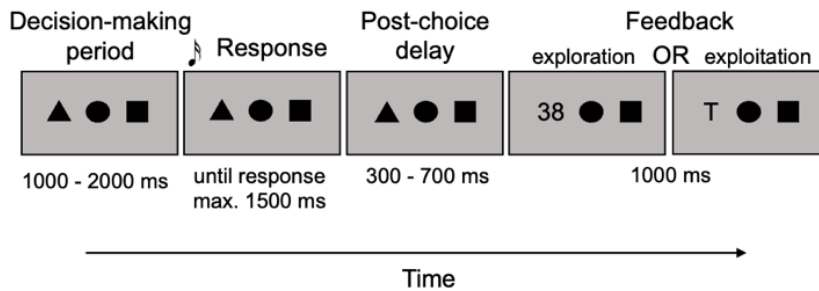 Decision-making
period
Response
Post-choice
delay
Feedback
exploration OR exploitation
38
T
1000 - 2000 ms
until response
max. 1500 ms
300 - 700 ms
1000 ms
Time